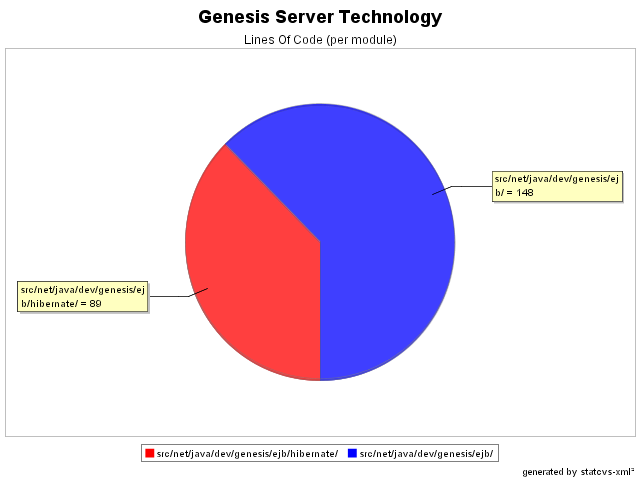 Genesis Server Technology
Lines Of Code (per module)
src/net/java/dev/genesis/ej
b/ = 148
src/net/java/dev/genesis/ej
b/hibernate/ = 89
src/net/java/dev/genesis/ejb/hibernate/ src/net/java/dev/genesis/ejb/
generated by statcvs-xml²